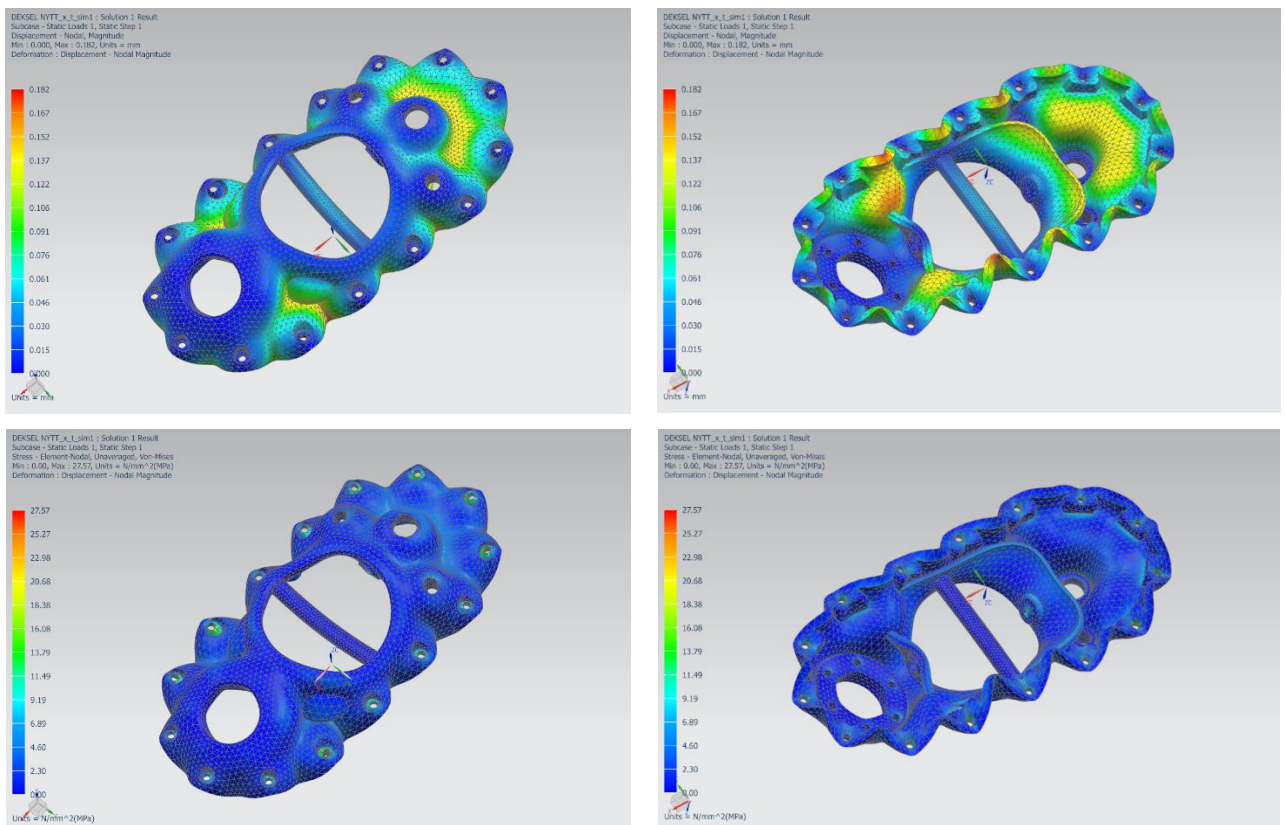 DEKSEL NYTT_x_t_sim1 : Solution 1 Result
Subcase - Static Loads 1, Static Step 1
Displacement - Nodal, Magnitude
Min : 0.000, Max : 0.182, Units = mm
Deformation : Displacement - Nodal Magnitude
0.182
0.167
0.152
0.137
0.122
0.106
0.091
0.076
0.061
0.046
0.030
0.015
0.000
Units = mm
DEKSEL NYTT_x_t_sim1 : Solution 1 Result
Subcase - Static Loads 1, Static Step 1
Displacement - Nodal, Magnitude
Min : 0.000, Max : 0.182, Units = mm
Deformation : Displacement - Nodal Magnitude
0.182
0.167
0.152
0.137
0.122
0.106
0.091
0.076
0.061
0.046
0.030
0.015
0.000
Units = mm
ZC
DEKSEL NYTT_x_t_sim1 : Solution 1 Result
Subcase - Static Loads 1, Static Step 1
Stress - Element-Nodal, Unaveraged, Von-Mises
Min : 0.00, Max : 27.57, Units = N/mm^2(MPa)
Deformation : Displacement - Nodal Magnitude
27.57
25.27
22.98
20.68
18.38
16.08
13.79
11.49
9.19
6.89
4.60
2.30
0.00
Units = N/mm^2(MPa)
ZC
DEKSEL NYTT_x_t_sim1 : Solution 1 Result
Subcase - Static Loads 1, Static Step 1
Stress - Element-Nodal, Unaveraged, Von-Mises
Min : 0.00, Max : 27.57, Units = N/mm^2(MPa)
Deformation : Displacement - Nodal Magnitude
27.57
25.27
22.98
20.68
18.38
16.08
13.79
11.49
9.19
6.89
4.60
2.30
0.00
Units = N/mm^2(MPa)
ZC